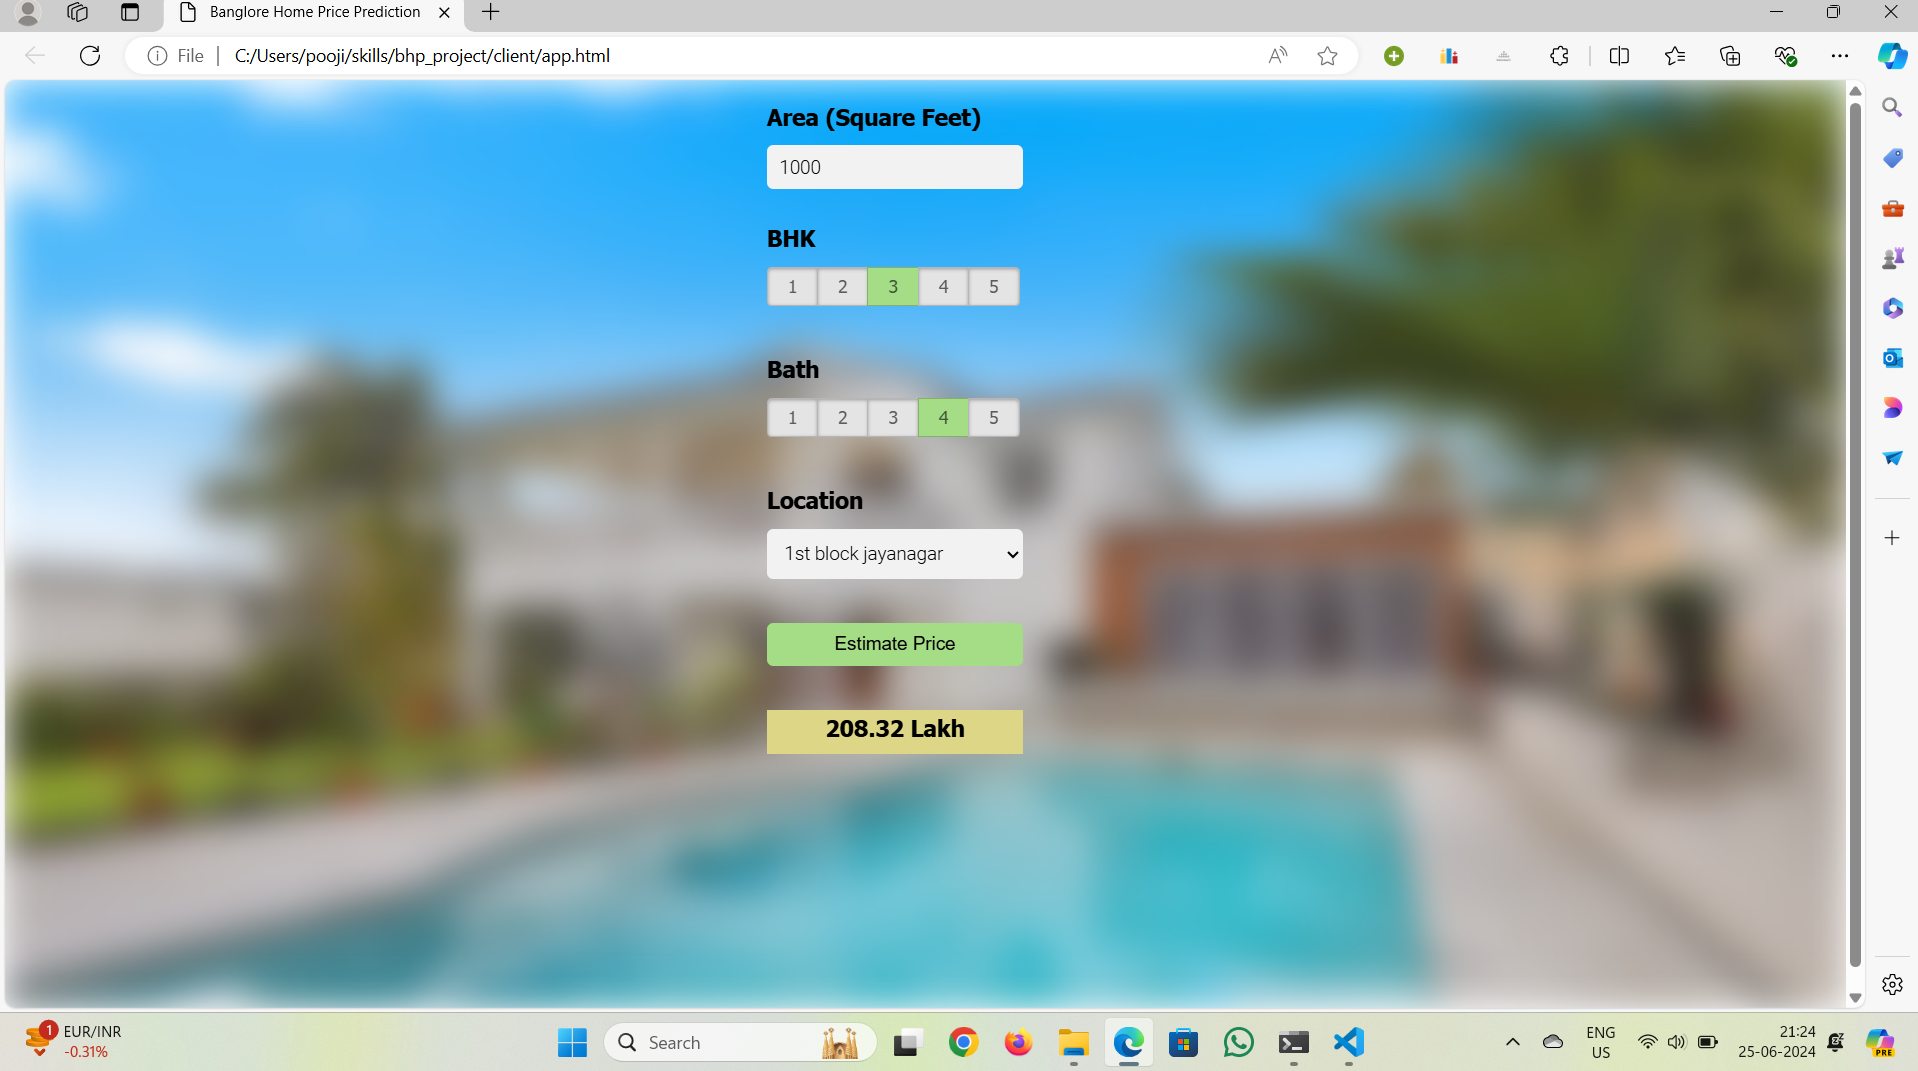 Banglore Home Price Prediction
File
C:/Users/pooji/skills/bhp_project/client/app.html
Area (Square Feet)
1000
BHK
1 2 3 4 5
Bath
1 2 3 4 5
Location
1st block jayanagar
Estimate Price
208.32 Lakh
1
EUR/INR
-0.31%
Search
ENG
US
21:24
25-06-2024
PRE